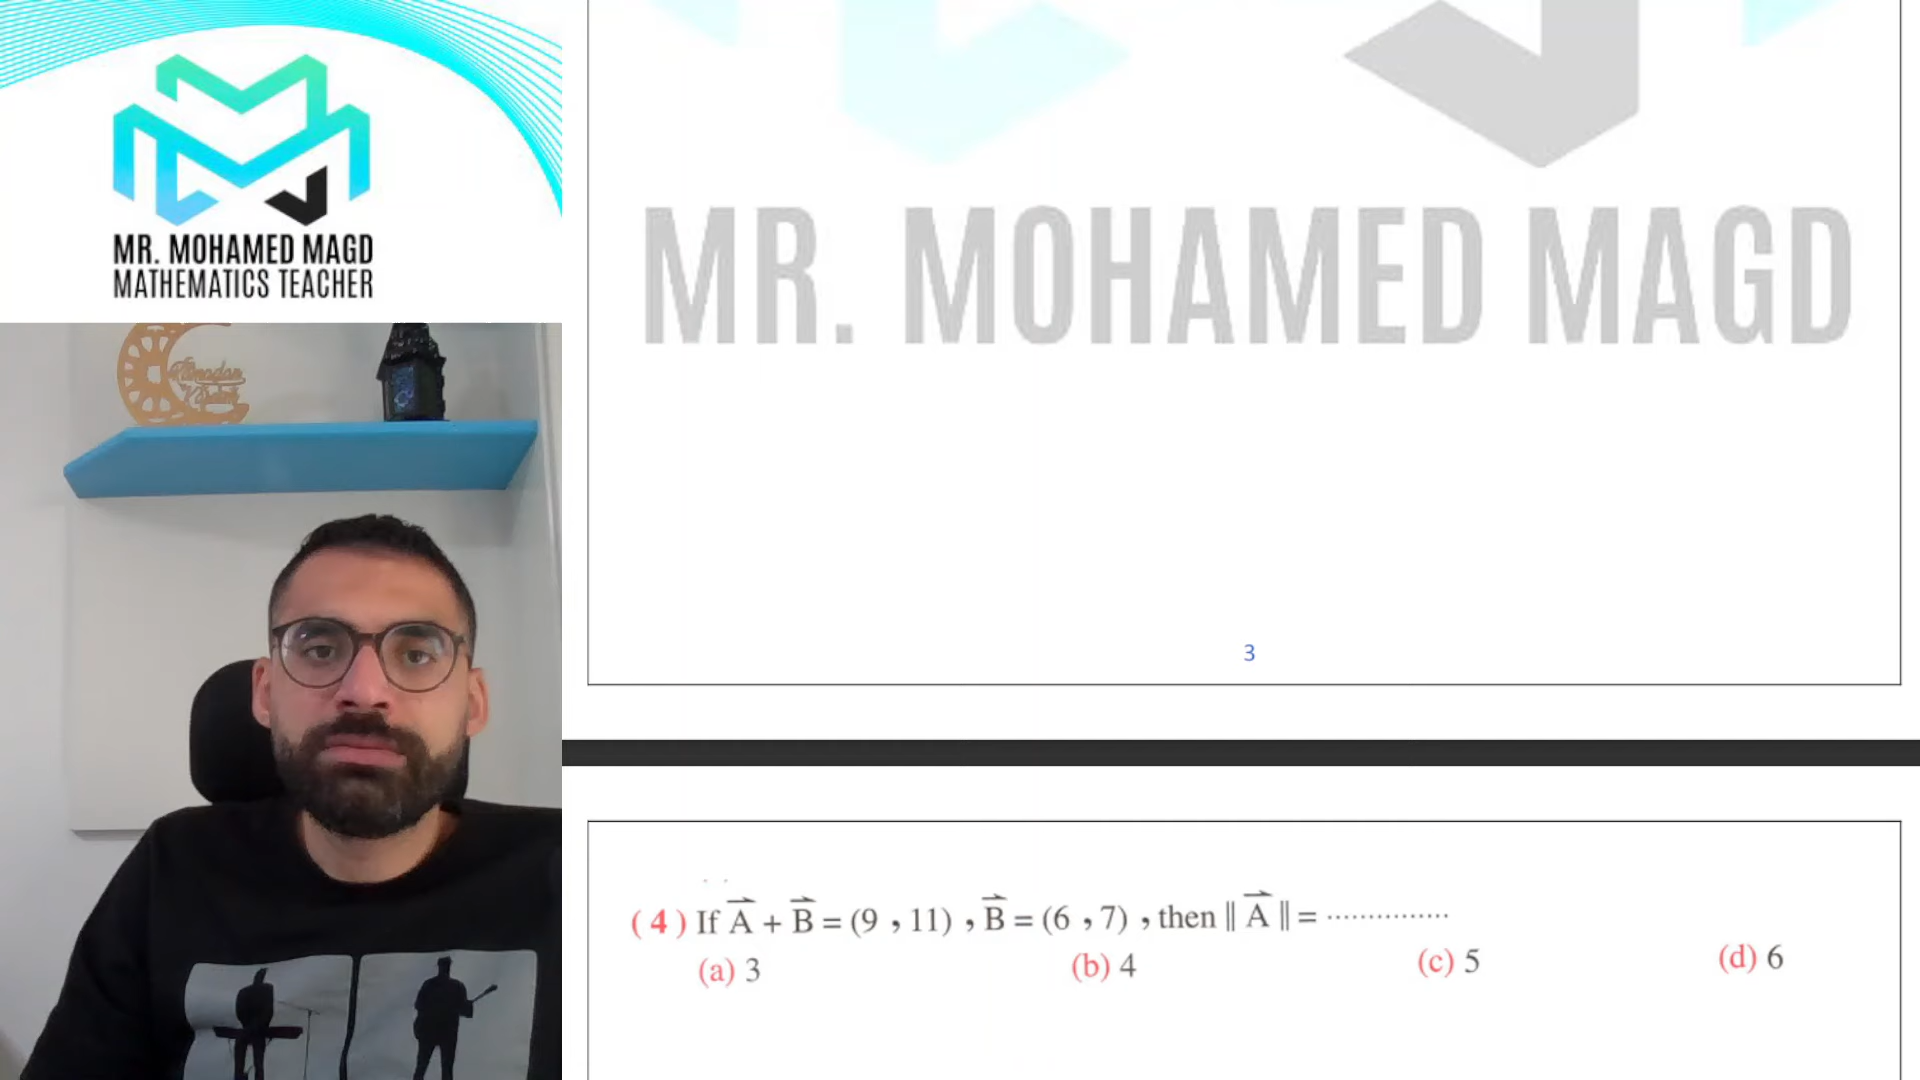 MR. MOHAMED MAGD
MATHEMATICS TEACHER
Ramadan
MR. MOHAMED MAGD
3
(4) If A⃗ + B⃗ = (9 , 11) , B⃗ = (6 , 7) , then ‖ A⃗ ‖ = ...............
(a) 3 (b) 4 (c) 5 (d) 6